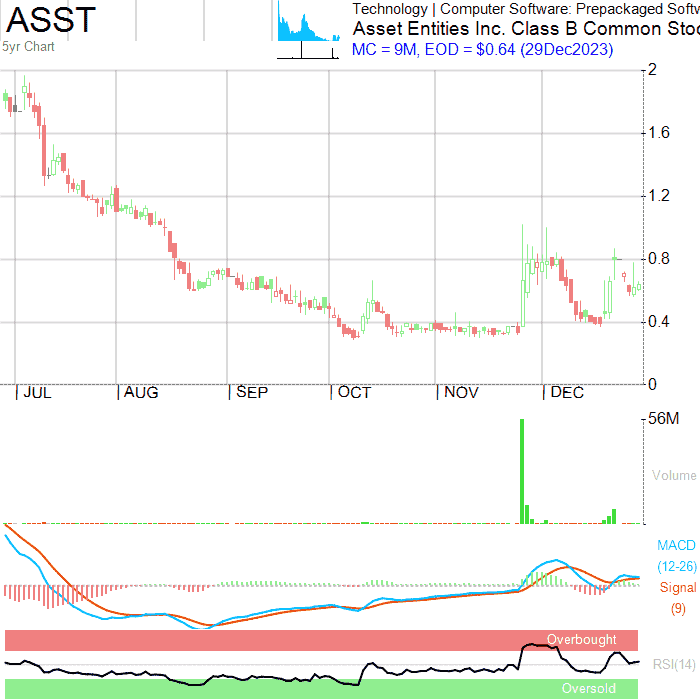 ASST
5yr Chart
Technology | Computer Software: Prepackaged Softw
Asset Entities Inc. Class B Common Stoc
MC = 9M, EOD = $0.64 (29Dec2023)
2
1.6
1.2
0.8
0.4
0
JUL AUG SEP OCT NOV DEC
56M
Volume
MACD
(12-26)
Signal
(9)
Overbought
RSI(14)
Oversold